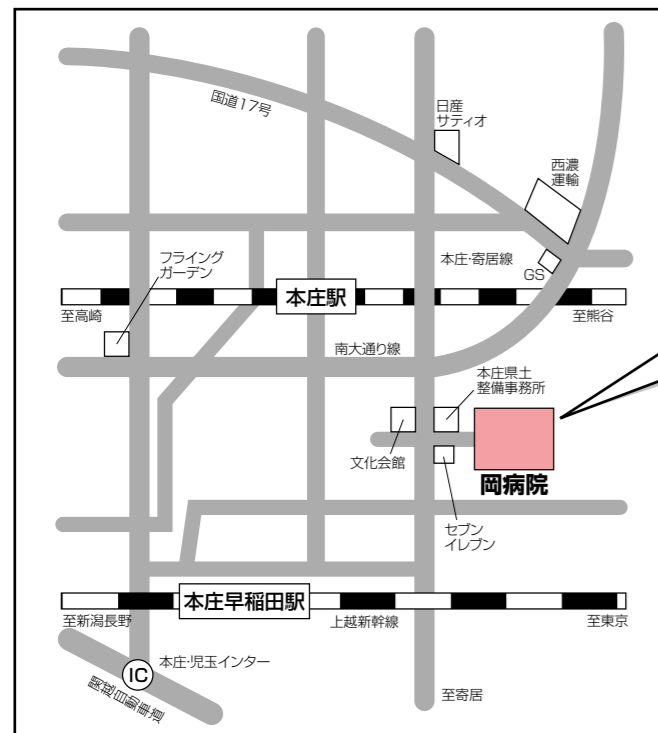 国道17号
日産
サティオ
西濃
運輸
フライング
ガーデン
本庄・寄居線
GS
本庄駅
至高崎
至熊谷
南大通り線
本庄県土
整備事務所
文化会館
岡病院
セブン
イレブン
本庄早稲田駅
至新潟長野
上越新幹線
至東京
IC
本庄・児玉インター
関越自動車道
至寄居